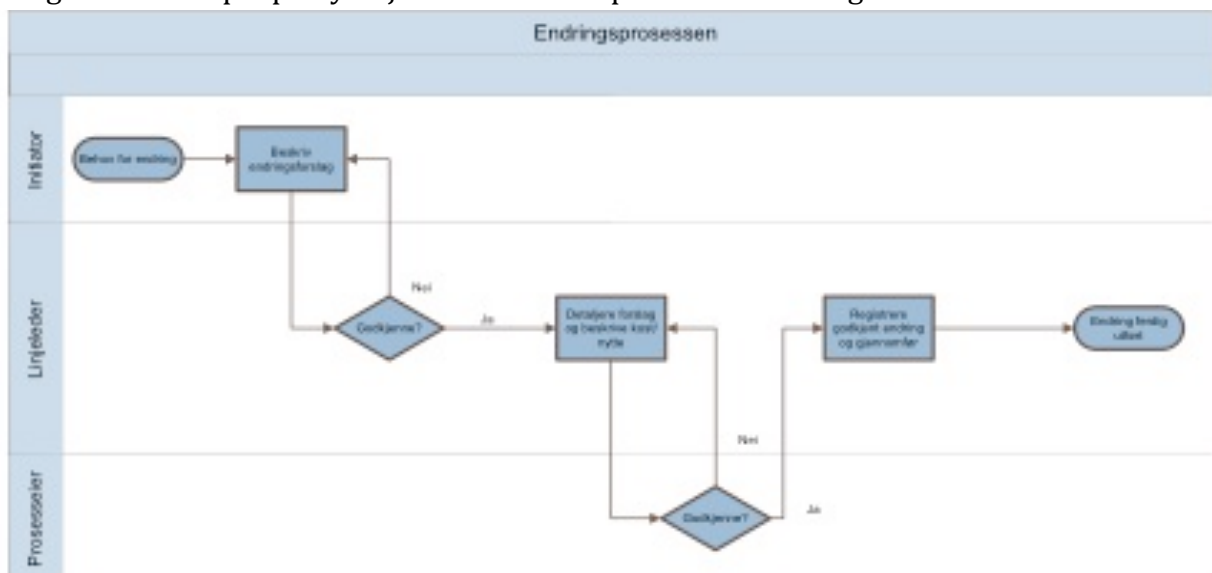 Endringsprosessen
Initiator
Behov for endring
Beskriv
endringsforslag
Linjeleder
Nei
Godkjenne?
Ja
Detaljere forslag
og beskrive kost/
nytte
Registrere
godkjent endring
og gjennomfør
Endring ferdig
utført
Nei
Prosesseier
Godkjenne?
Ja